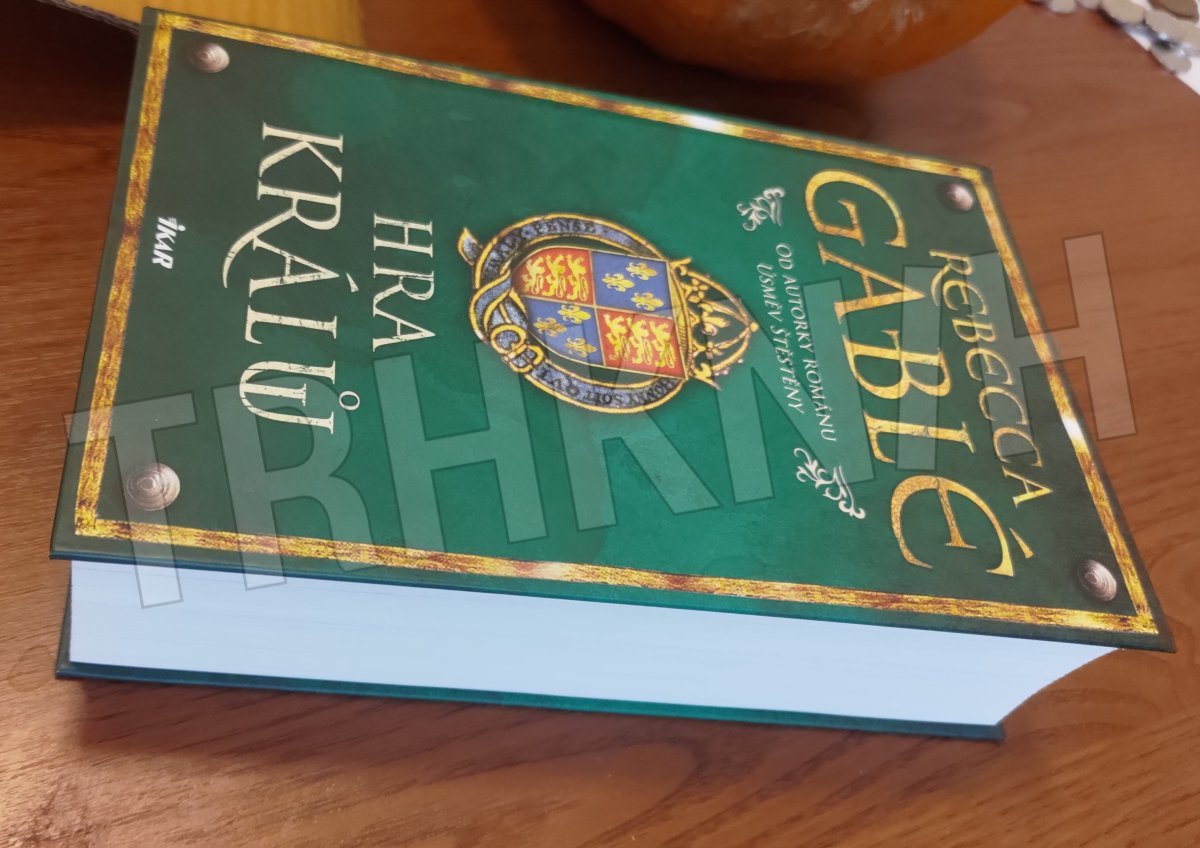 REBECCA
GABLÉ
OD AUTORKY ROMÁNU
ÚSMĚV ŠTĚSTĚNY
HRA
KRÁLŮ
IKAR
TRHKNIH